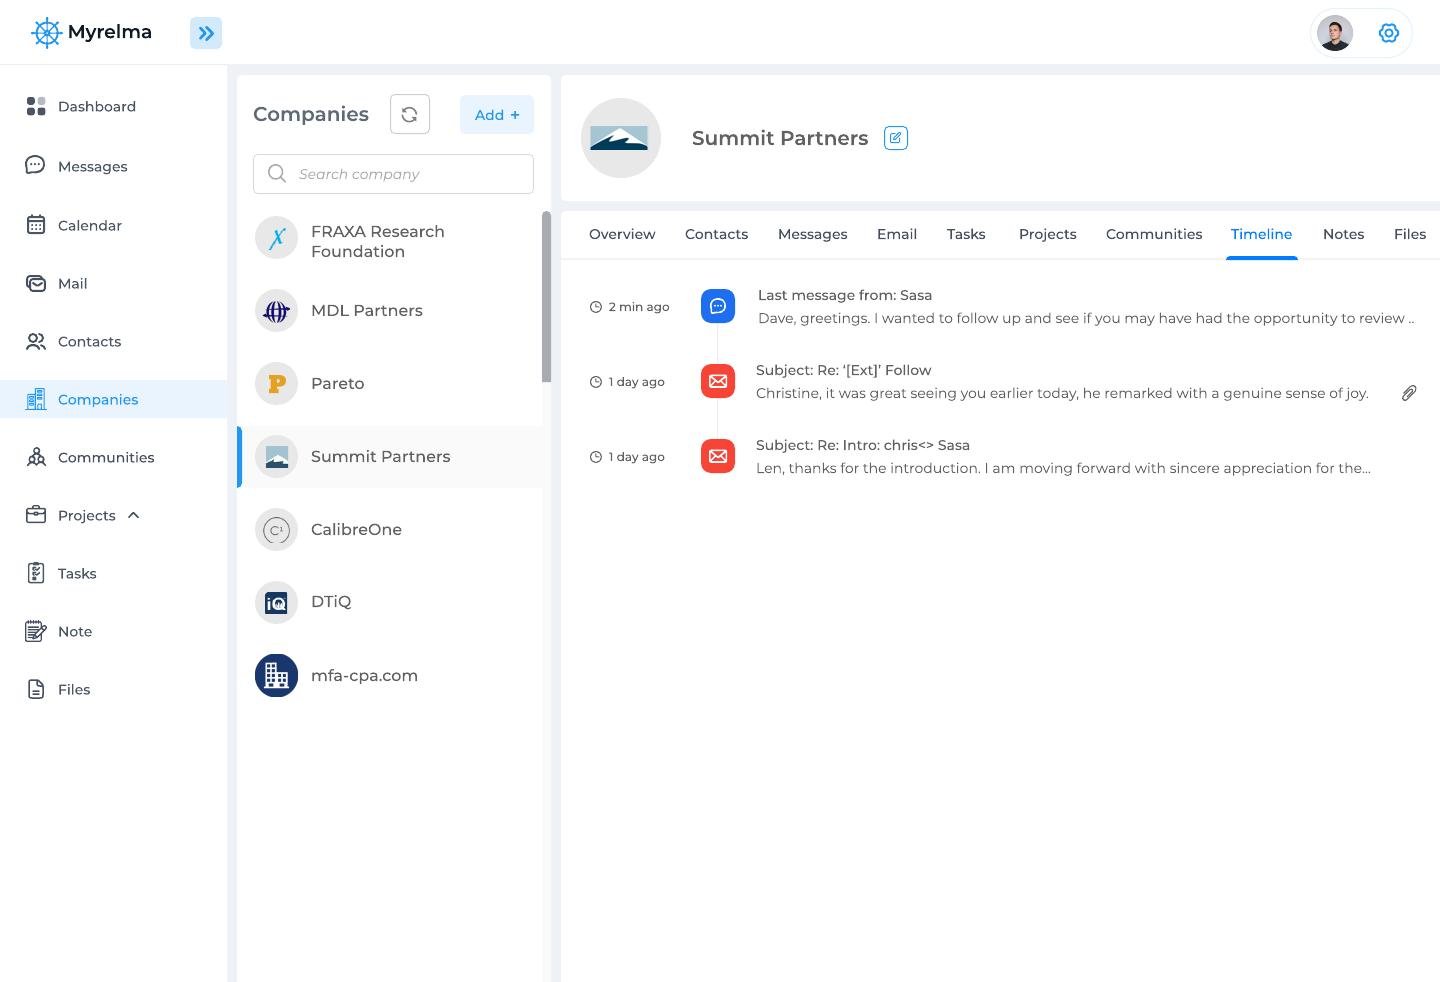 Myrelma
Dashboard
Messages
Calendar
Mail
Contacts
Companies
Communities
Projects
Tasks
Note
Files
Companies
Add +
Search company
FRAXA Research
Foundation
MDL Partners
P
Pareto
Summit Partners
C¹
CalibreOne
iQ
DTiQ
mfa-cpa.com
Summit Partners
Overview Contacts Messages Email Tasks Projects Communities Timeline Notes Files
2 min ago
Last message from: Sasa
Dave, greetings. I wanted to follow up and see if you may have had the opportunity to review ..
1 day ago
Subject: Re: ‘[Ext]’ Follow
Christine, it was great seeing you earlier today, he remarked with a genuine sense of joy.
1 day ago
Subject: Re: Intro: chris<> Sasa
Len, thanks for the introduction. I am moving forward with sincere appreciation for the...